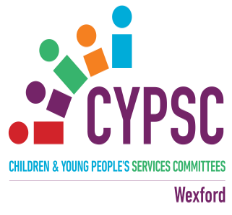 CYPSC
CHILDREN & YOUNG PEOPLE'S SERVICES COMMITTEES
Wexford